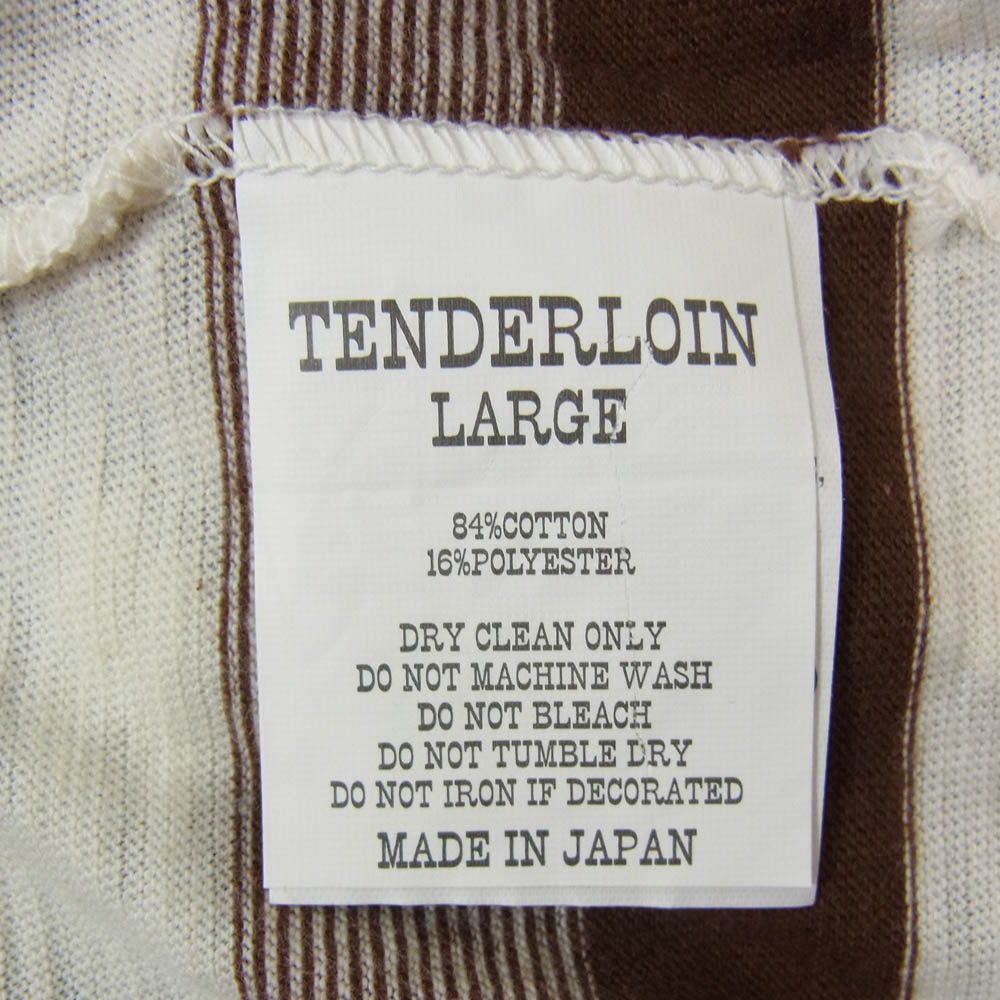 TENDERLOIN
LARGE
84%COTTON
16%POLYESTER
DRY CLEAN ONLY
DO NOT MACHINE WASH
DO NOT BLEACH
DO NOT TUMBLE DRY
DO NOT IRON IF DECORATED
MADE IN JAPAN